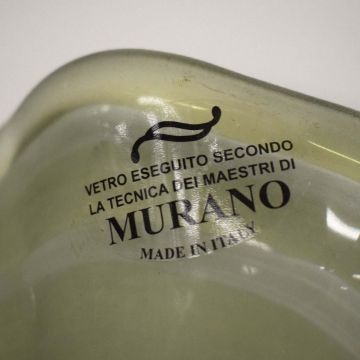 VETRO ESEGUITO SECONDO
LA TECNICA DEI MAESTRI DI
MURANO
MADE IN ITALY